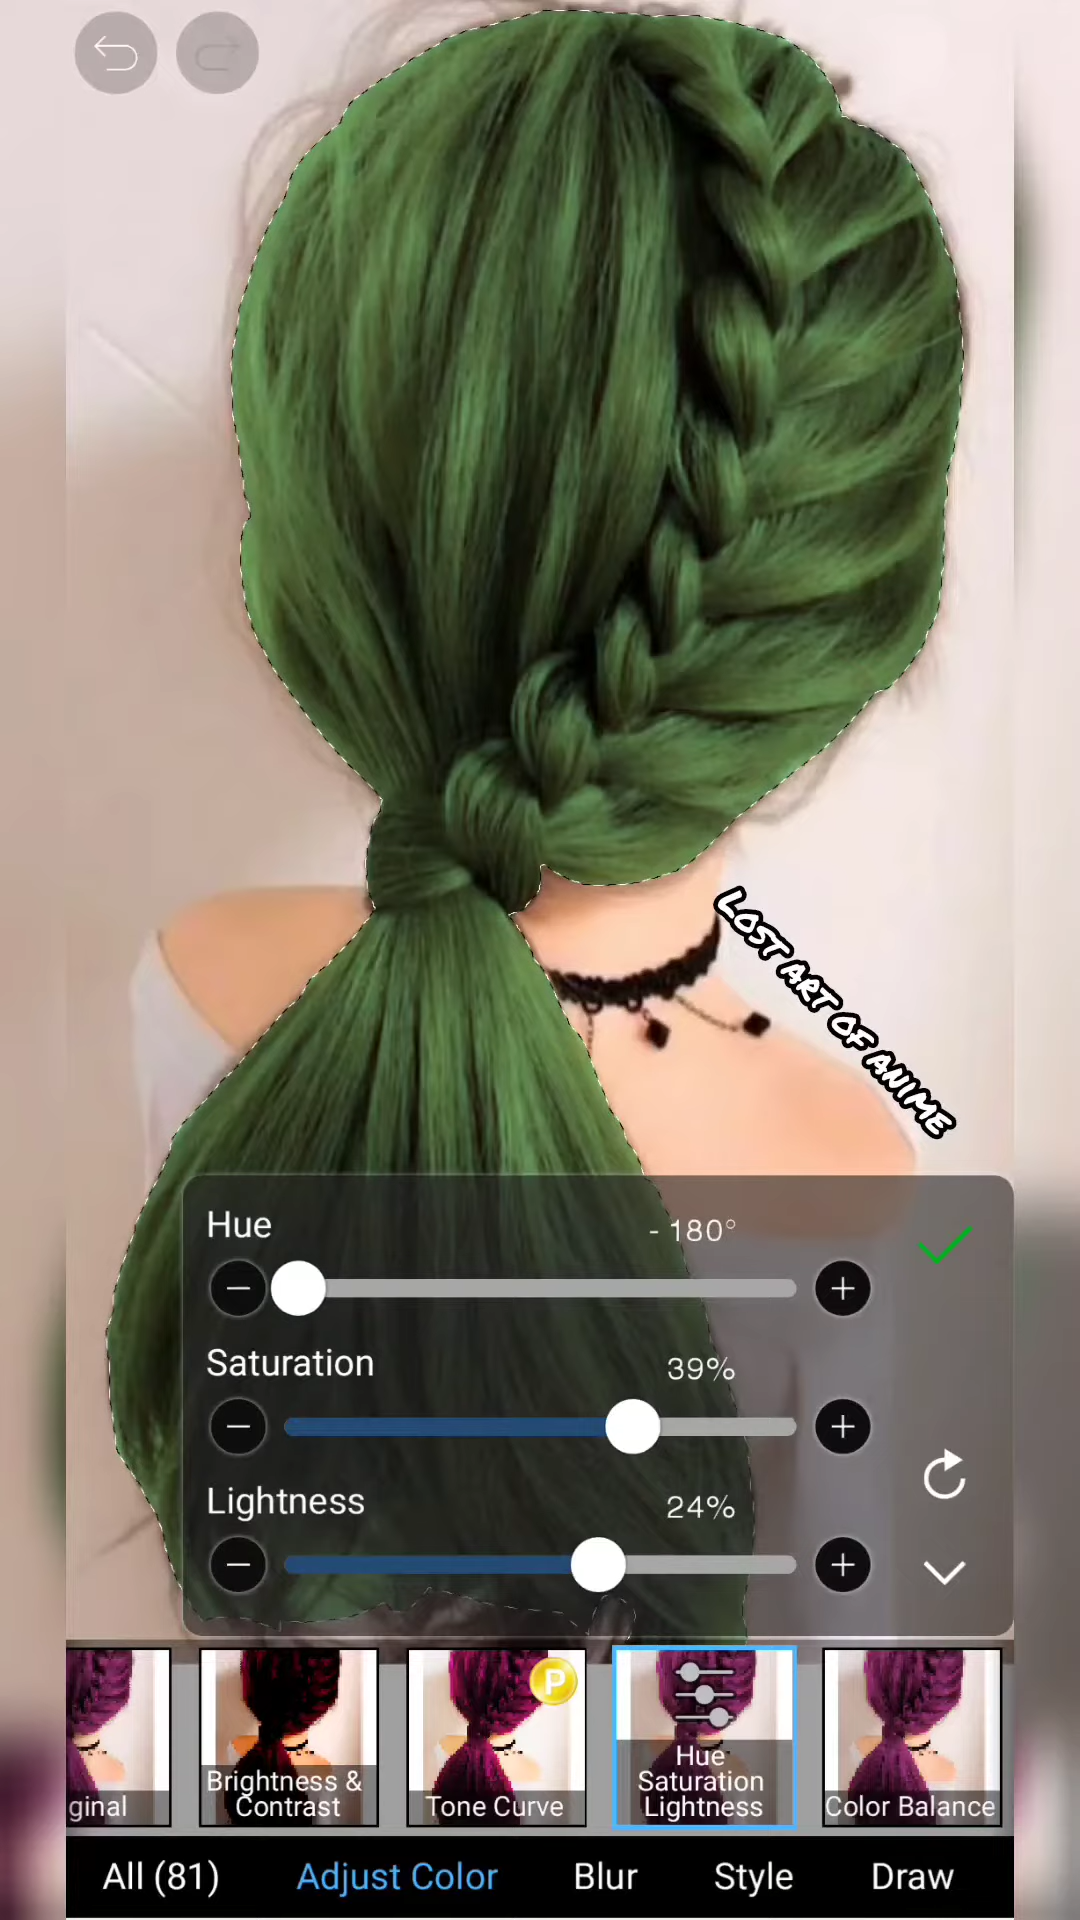 LOST ART OF ANIME
Hue
- 180°
Saturation
39%
Lightness
24%
P
ginal
Brightness &
Contrast
Tone Curve
Hue
Saturation
Lightness
Color Balance
All (81)
Adjust Color
Blur
Style
Draw